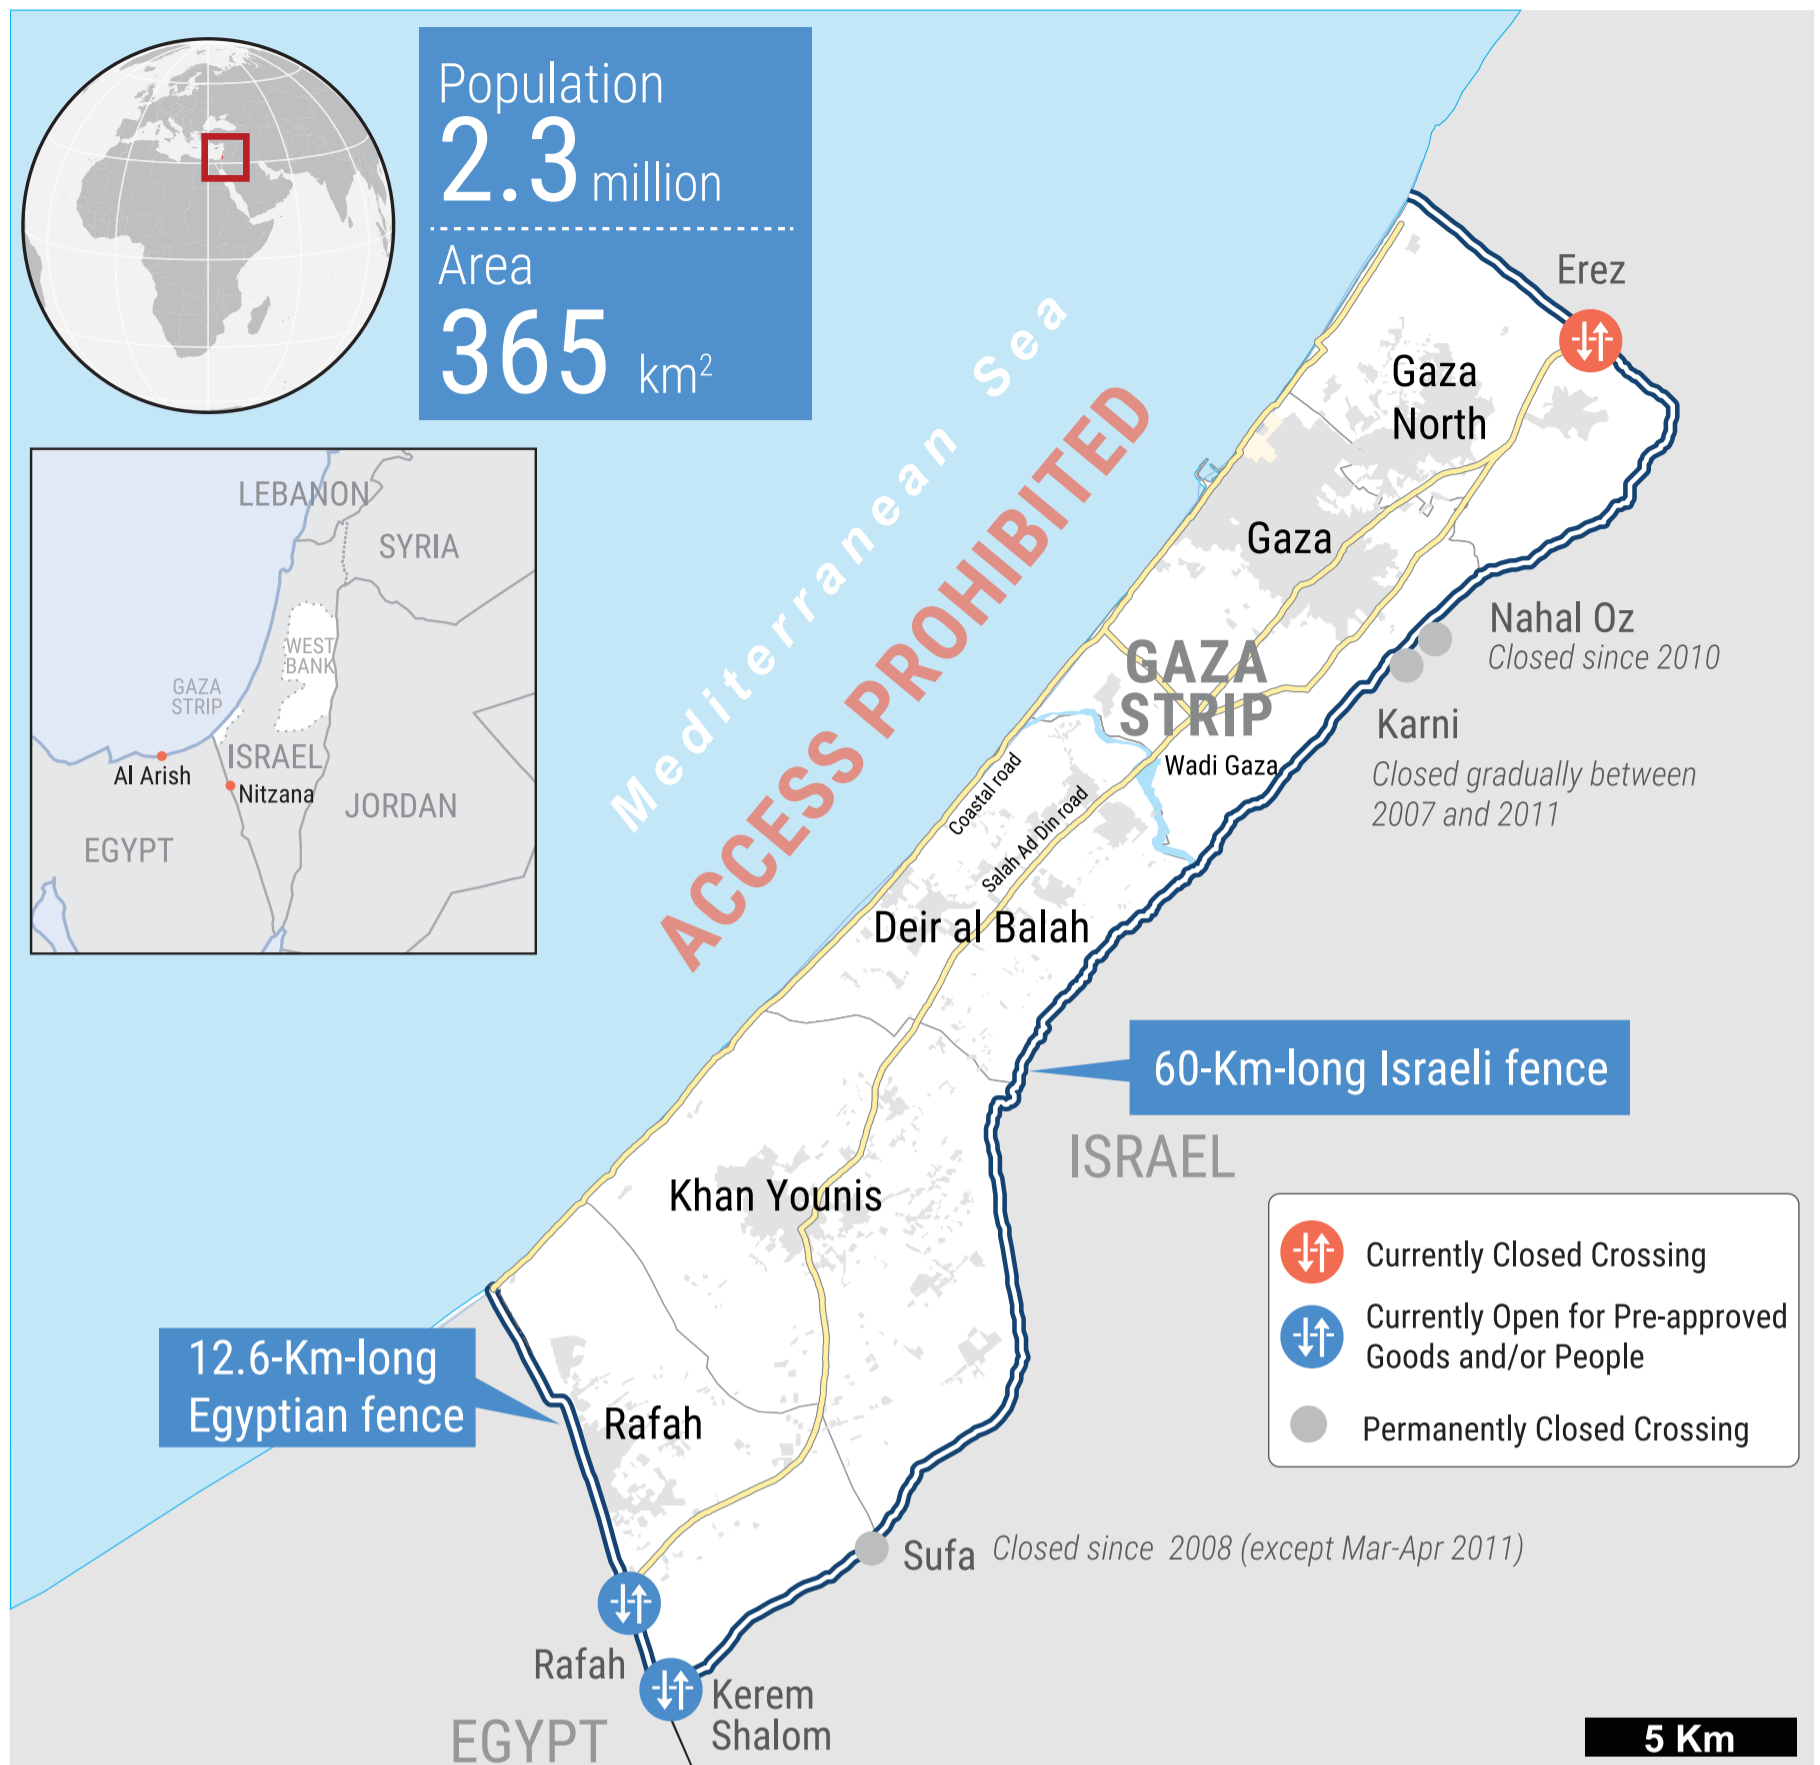 Population
2.3 million
Area
365 km²
Mediterranean Sea
ACCESS PROHIBITED
Erez
Gaza
North
Gaza
GAZA
STRIP
Nahal Oz
Closed since 2010
Karni
Closed gradually between
2007 and 2011
Wadi Gaza
Coastal road
Salah Ad Din road
Deir al Balah
LEBANON
SYRIA
WEST
BANK
GAZA
STRIP
ISRAEL
Al Arish
Nitzana
JORDAN
EGYPT
60-Km-long Israeli fence
ISRAEL
Khan Younis
Currently Closed Crossing
Currently Open for Pre-approved
Goods and/or People
Permanently Closed Crossing
12.6-Km-long
Egyptian fence
Rafah
Sufa
Closed since 2008 (except Mar-Apr 2011)
Rafah
Kerem
Shalom
EGYPT
5 Km